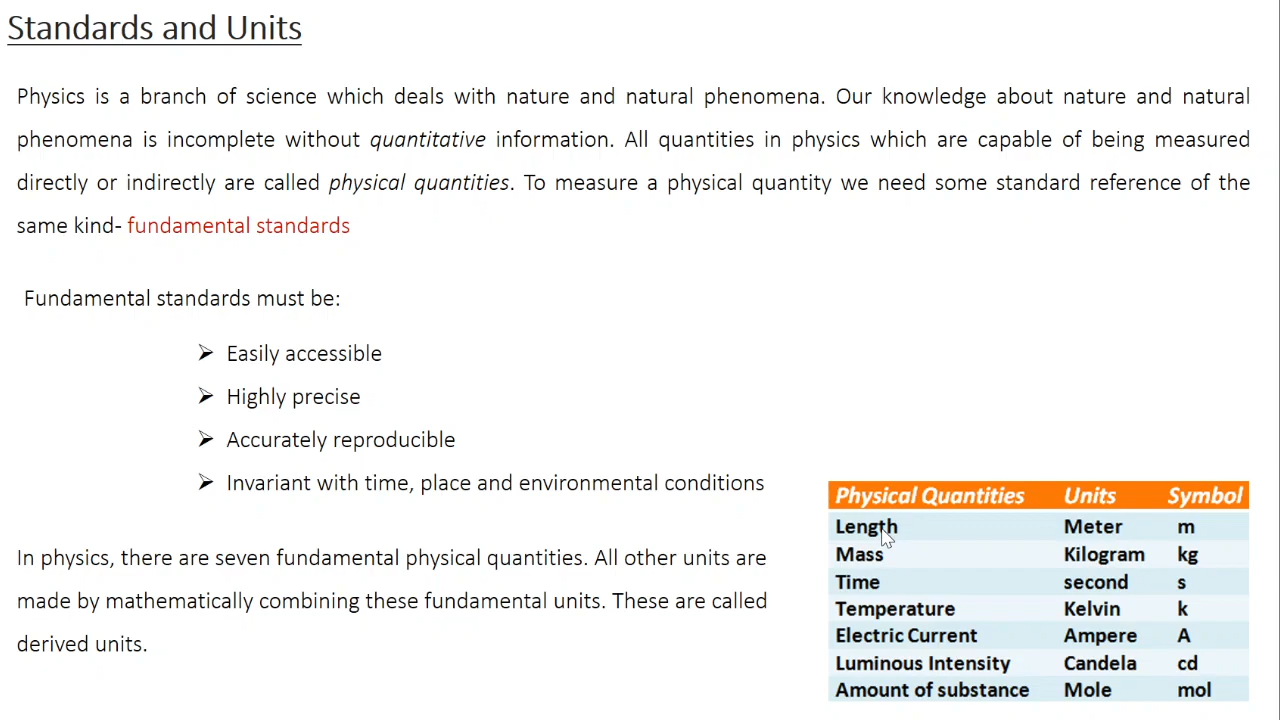 Standards and Units
Physics is a branch of science which deals with nature and natural phenomena. Our knowledge about nature and natural
phenomena is incomplete without quantitative information. All quantities in physics which are capable of being measured
directly or indirectly are called physical quantities. To measure a physical quantity we need some standard reference of the
same kind- fundamental standards
Fundamental standards must be:
➢ Easily accessible
➢ Highly precise
➢ Accurately reproducible
➢ Invariant with time, place and environmental conditions
In physics, there are seven fundamental physical quantities. All other units are
made by mathematically combining these fundamental units. These are called
derived units.
Physical Quantities Units Symbol
Length Meter m
Mass Kilogram kg
Time second s
Temperature Kelvin k
Electric Current Ampere A
Luminous Intensity Candela cd
Amount of substance Mole mol